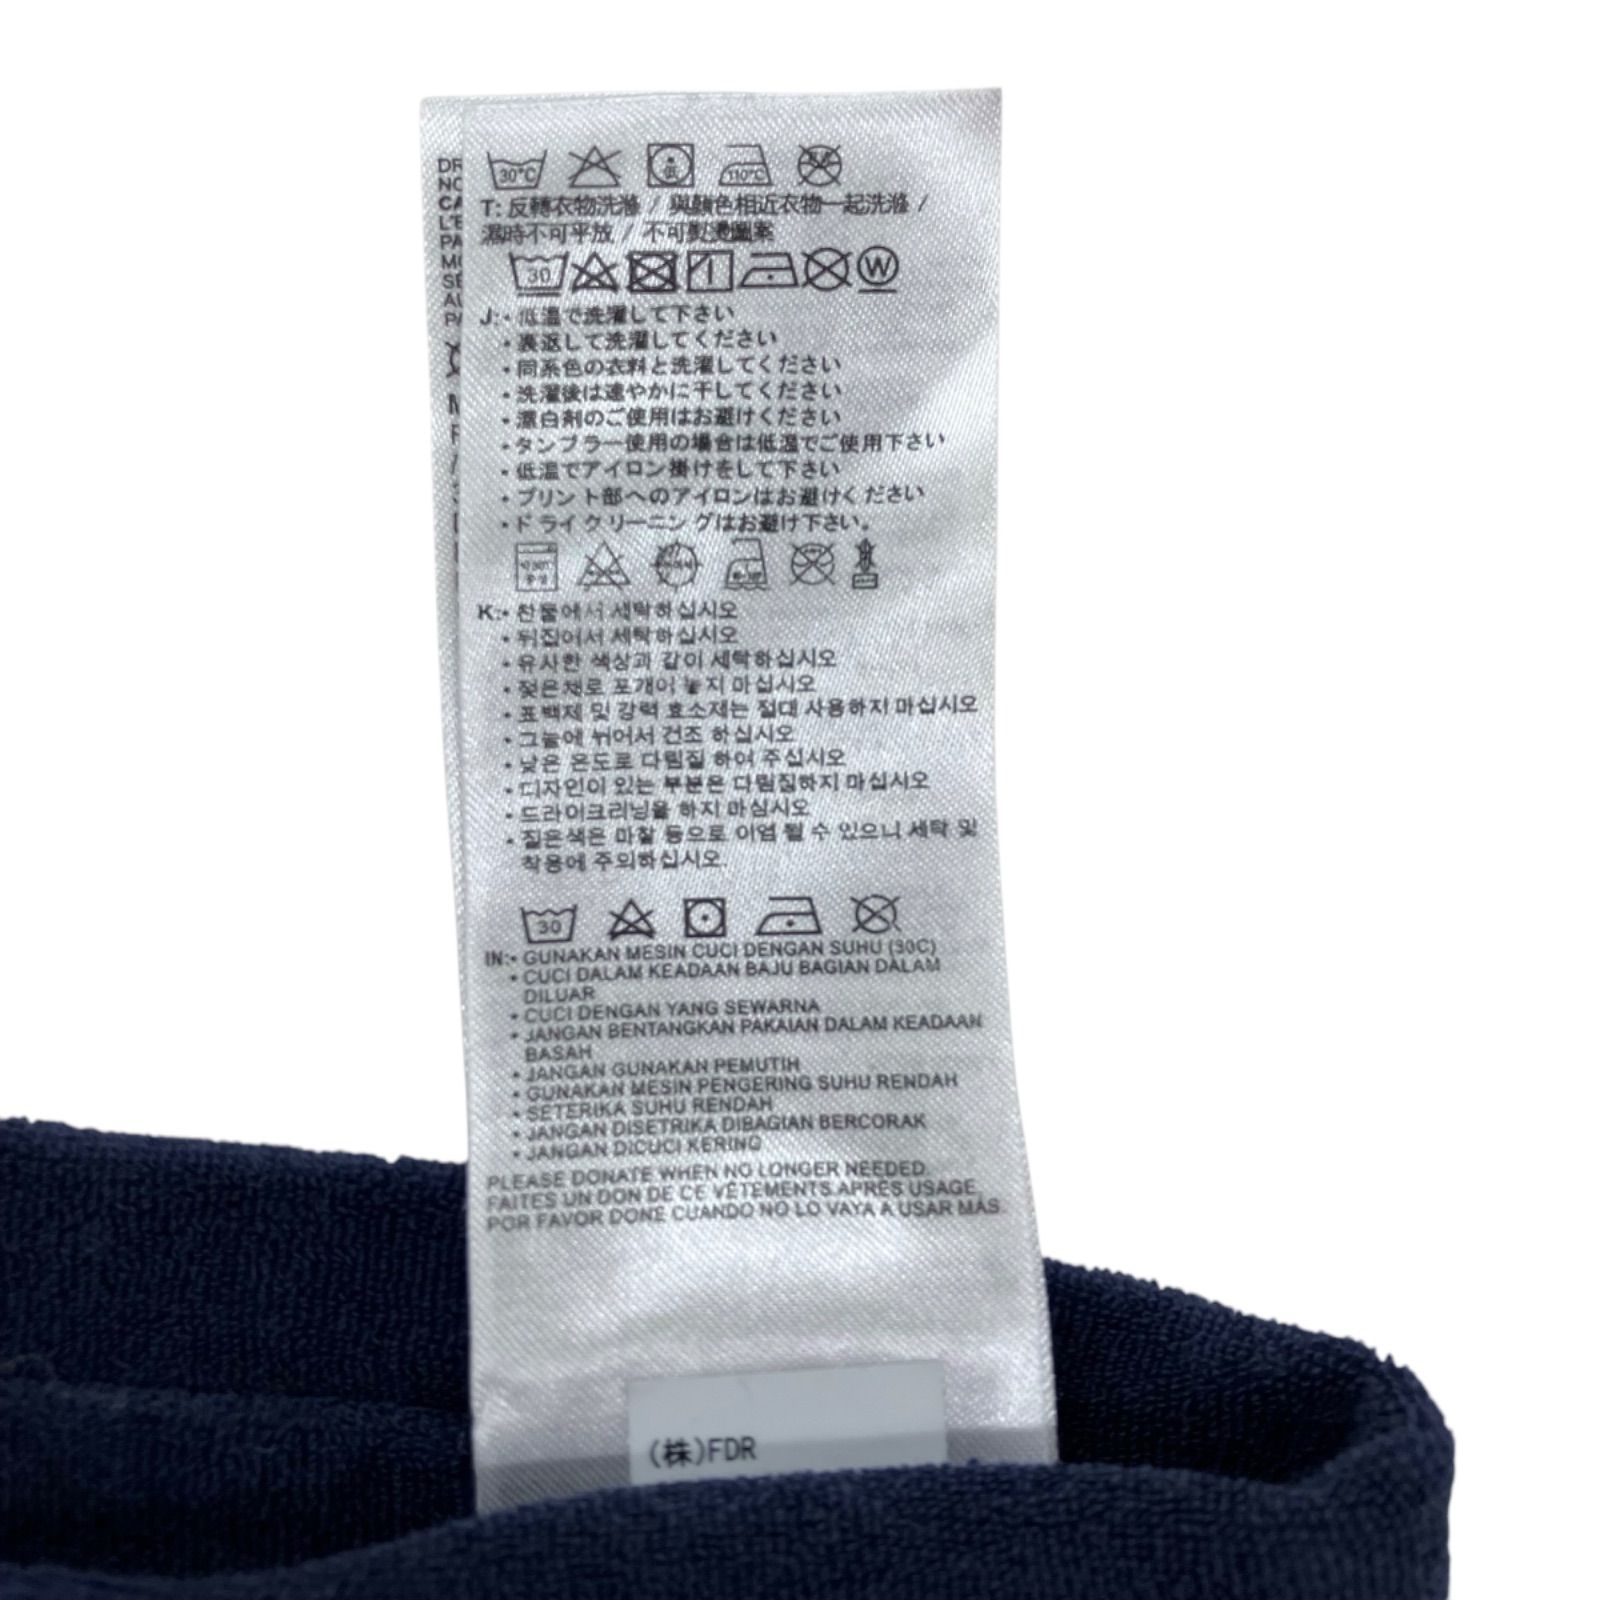 DR
NO
CA
L'E
PA
MO
SE
AU
PA
30°C 低 110°C
T: 反轉衣物洗滌 / 與顏色相近衣物一起洗滌 /
濕時不可平放 / 不可熨燙圖案
30 W
J: • 低温で洗濯して下さい
• 裏返して洗濯してください
• 同系色の衣料と洗濯してください
• 洗濯後は速やかに干してください
• 漂白剤のご使用はお避けください
• タンブラー使用の場合は低温でご使用下さい
• 低温でアイロン掛けをして下さい
• プリント部へのアイロンはお避けください
• ドライクリーニングはお避け下さい。
K: • 찬물에서 세탁하십시오
• 뒤집어서 세탁하십시오
• 유사한 색상과 같이 세탁하십시오
• 젖은채로 포개어 놓지 마십시오
• 표백제 및 강력 효소제는 절대 사용하지 마십시오
• 그늘에 뉘어서 건조 하십시오
• 낮은 온도로 다림질 하여 주십시오
• 디자인이 있는 부분은 다림질하지 마십시오
• 드라이크리닝을 하지 마십시오
• 짙은색은 마찰 등으로 이염 될 수 있으니 세탁 및
착용에 주의하십시오.
30
IN: • GUNAKAN MESIN CUCI DENGAN SUHU (30C)
• CUCI DALAM KEADAAN BAJU BAGIAN DALAM
DILUAR
• CUCI DENGAN YANG SEWARNA
• JANGAN BENTANGKAN PAKAIAN DALAM KEADAAN
BASAH
• JANGAN GUNAKAN PEMUTIH
• GUNAKAN MESIN PENGERING SUHU RENDAH
• SETERIKA SUHU RENDAH
• JANGAN DISETRIKA DIBAGIAN BERCORAK
• JANGAN DICUCI KERING
PLEASE DONATE WHEN NO LONGER NEEDED.
FAITES UN DON DE CE VÊTEMENTS APRÈS USAGE.
POR FAVOR DONE CUANDO NO LO VAYA A USAR MÁS.
(株)FDR